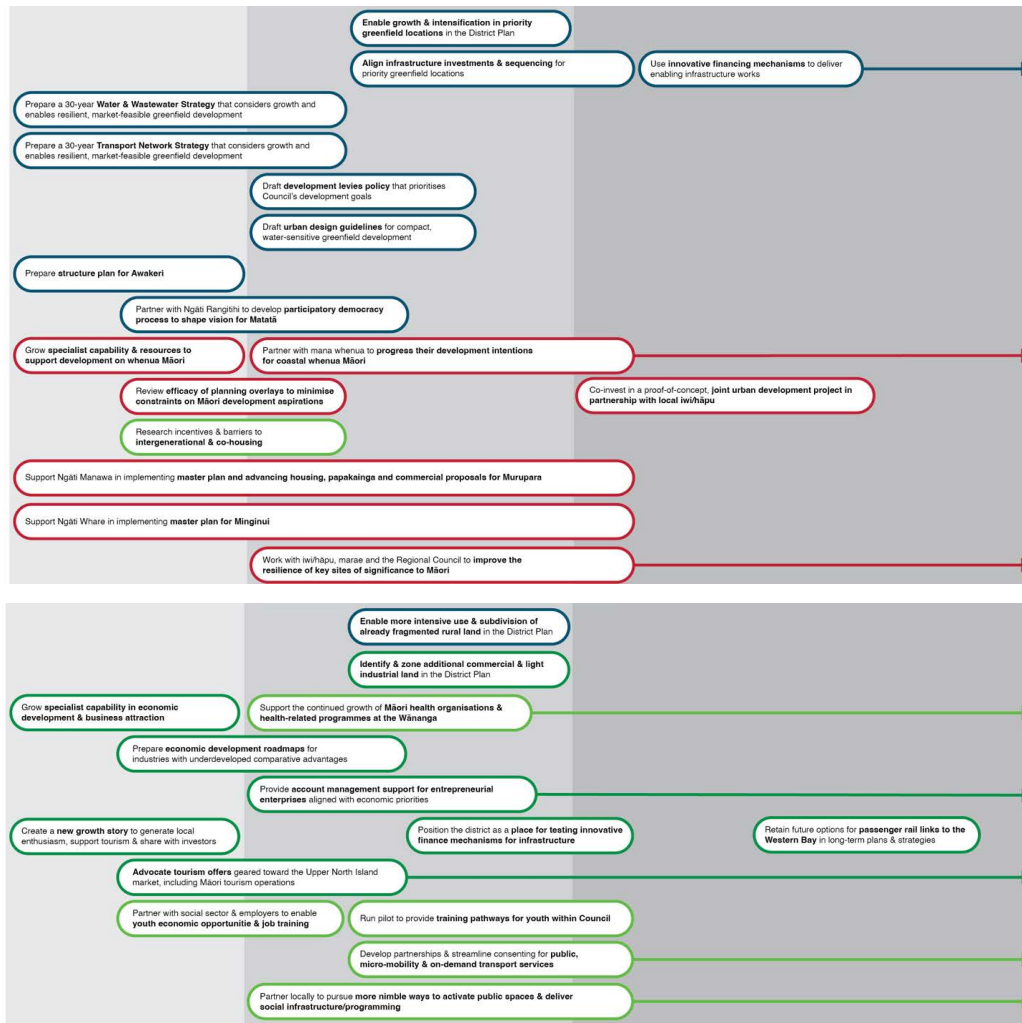 Enable growth & intensification in priority
greenfield locations in the District Plan
Align infrastructure investments & sequencing for
priority greenfield locations
Use innovative financing mechanisms to deliver
enabling infrastructure works
Prepare a 30-year Water & Wastewater Strategy that considers growth and
enables resilient, market-feasible greenfield development
Prepare a 30-year Transport Network Strategy that considers growth and
enables resilient, market-feasible greenfield development
Draft development levies policy that prioritises
Council's development goals
Draft urban design guidelines for compact,
water-sensitive greenfield development
Prepare structure plan for Awakeri
Partner with Ngāti Rangitihi to develop participatory democracy
process to shape vision for Matatā
Grow specialist capability & resources to
support development on whenua Māori
Partner with mana whenua to progress their development intentions
for coastal whenua Māori
Review efficacy of planning overlays to minimise
constraints on Māori development aspirations
Co-invest in a proof-of-concept, joint urban development project in
partnership with local iwi/hāpu
Research incentives & barriers to
intergenerational & co-housing
Support Ngāti Manawa in implementing master plan and advancing housing, papakainga and commercial proposals for Murupara
Support Ngāti Whare in implementing master plan for Minginui
Work with iwi/hāpu, marae and the Regional Council to improve the
resilience of key sites of significance to Māori
Enable more intensive use & subdivision of
already fragmented rural land in the District Plan
Identify & zone additional commercial & light
industrial land in the District Plan
Grow specialist capability in economic
development & business attraction
Support the continued growth of Māori health organisations &
health-related programmes at the Wānanga
Prepare economic development roadmaps for
industries with underdeveloped comparative advantages
Provide account management support for entrepreneurial
enterprises aligned with economic priorities
Create a new growth story to generate local
enthusiasm, support tourism & share with investors
Position the district as a place for testing innovative
finance mechanisms for infrastructure
Retain future options for passenger rail links to the
Western Bay in long-term plans & strategies
Advocate tourism offers geared toward the Upper North Island
market, including Māori tourism operations
Partner with social sector & employers to enable
youth economic opportunitie & job training
Run pilot to provide training pathways for youth within Council
Develop partnerships & streamline consenting for public,
micro-mobility & on-demand transport services
Partner locally to pursue more nimble ways to activate public spaces & deliver
social infrastructure/programming